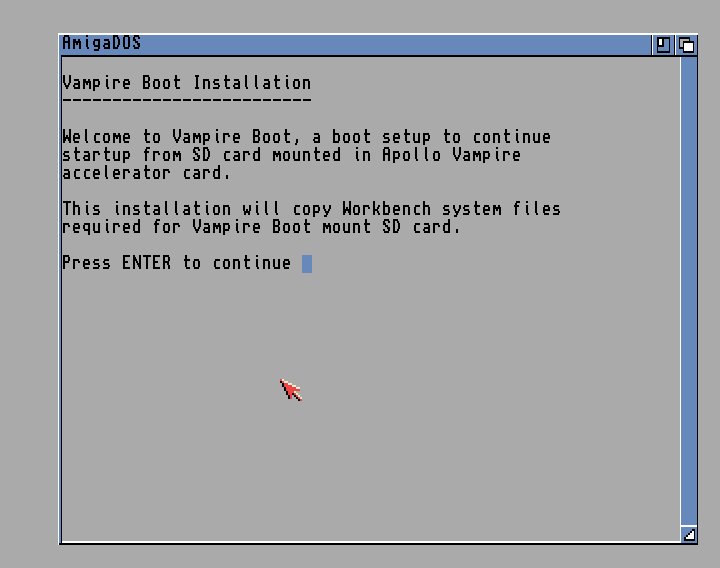 AmigaDOS
Vampire Boot Installation
-------------------------
Welcome to Vampire Boot, a boot setup to continue
startup from SD card mounted in Apollo Vampire
accelerator card.
This installation will copy Workbench system files
required for Vampire Boot mount SD card.
Press ENTER to continue